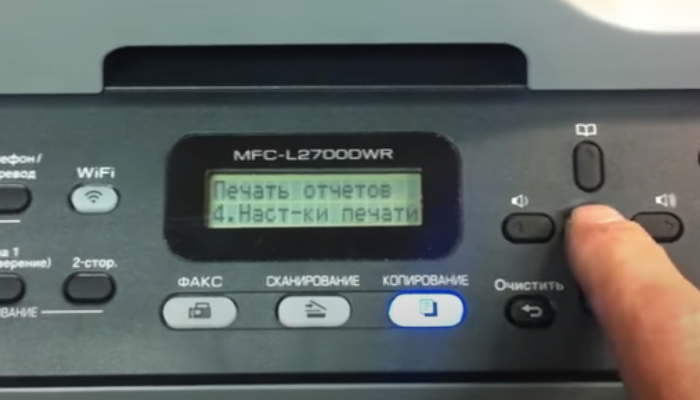 MFC-L2700DWR
Печать отчетов
4.Наст-ки печати
WiFi
2-стор.
ФАКС
СКАНИРОВАНИЕ
КОПИРОВАНИЕ
Очистить